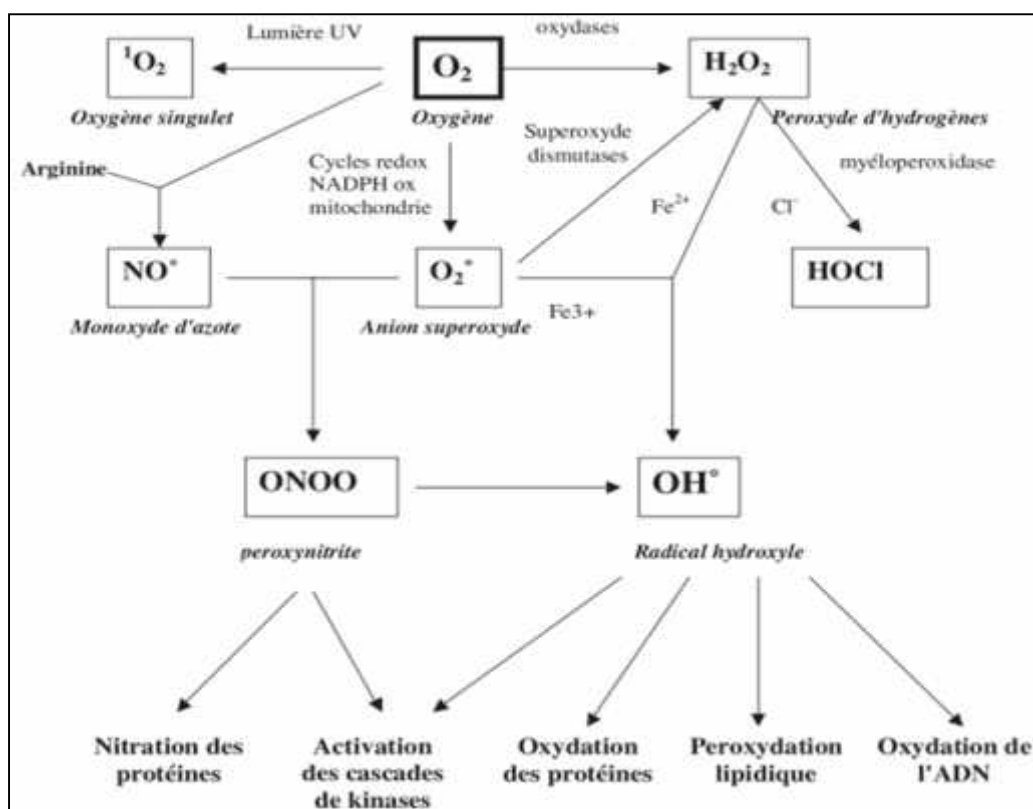 Lumière UV
oxydases
¹O₂
O₂
H₂O₂
Oxygène singulet
Oxygène
Peroxyde d'hydrogènes
Superoxyde
dismutases
Cycles redox
NADPH ox
mitochondrie
myéloperoxidase
Arginine
Fe²⁺
Cl⁻
NO°
O₂°
HOCl
Monoxyde d'azote
Anion superoxyde
Fe3+
ONOO
OH°
peroxynitrite
Radical hydroxyle
Nitration des
protéines
Activation
des cascades
de kinases
Oxydation
des protéines
Peroxydation
lipidique
Oxydation de
l'ADN